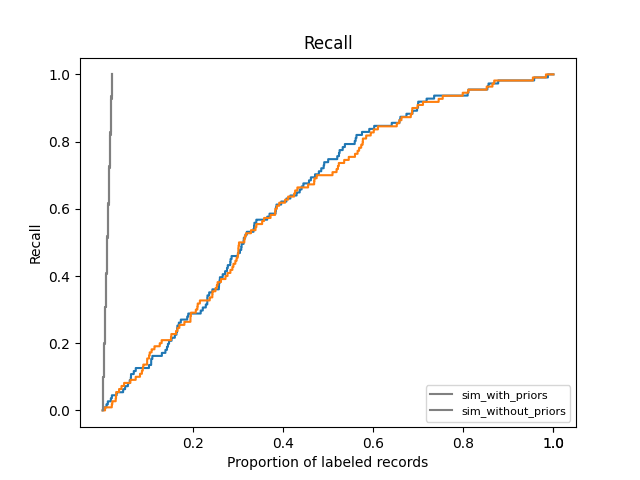 Recall
1.0
0.8
0.6
0.4
0.2
0.0
Recall
sim_with_priors
sim_without_priors
0.2 0.4 0.6 0.8 1.0 1.0
Proportion of labeled records